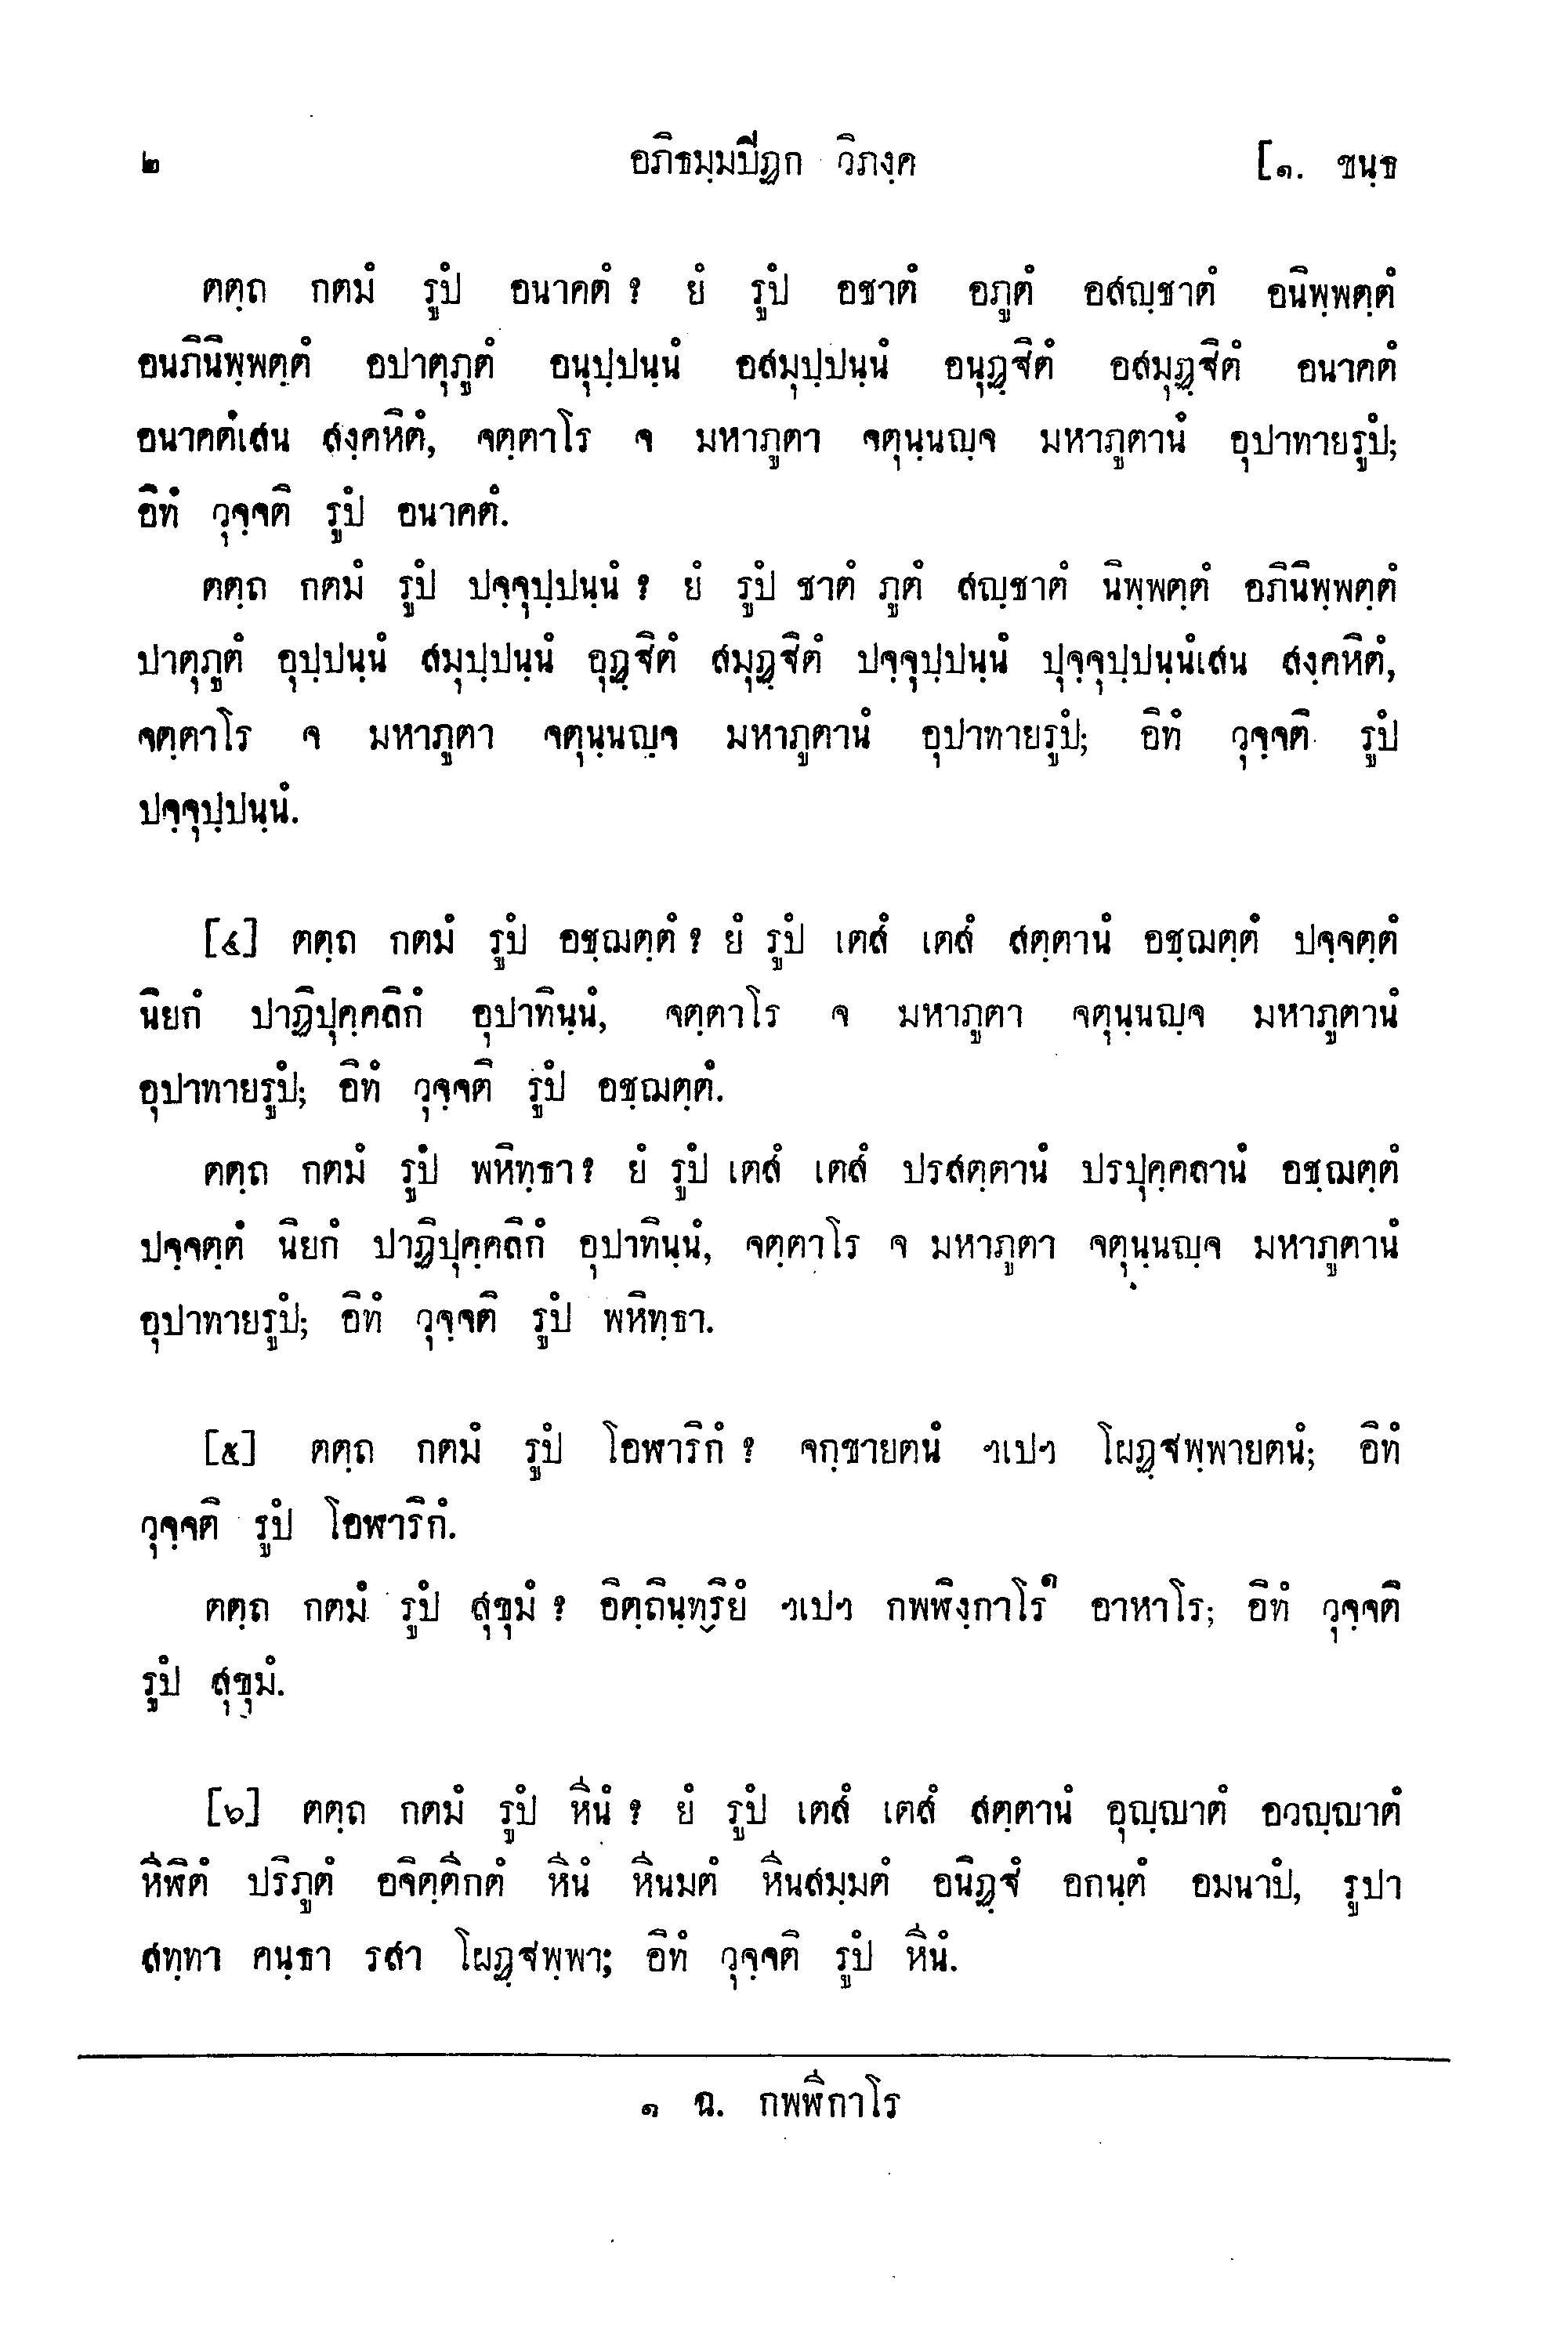 ๒ อภิธมฺมปิฏก วิภงฺค [๑. ขนฺธ
ตตฺถ กตมํ รูปํ อนาคตํ ? ยํ รูปํ อชาตํ อภูตํ อสญฺชาตํ อนิพฺพตฺตํ
อนภินิพฺพตฺตํ อปาตุภูตํ อนุปฺปนฺนํ อสมุปฺปนฺนํ อนุฏฺฐิตํ อสมุฏฺฐิตํ อนาคตํ
อนาคตํเสน สงฺคหิตํ, จตฺตาโร จ มหาภูตา จตุนฺนญฺจ มหาภูตานํ อุปาทายรูปํ;
อิทํ วุจฺจติ รูปํ อนาคตํ.
ตตฺถ กตมํ รูปํ ปจฺจุปฺปนฺนํ ? ยํ รูปํ ชาตํ ภูตํ สญฺชาตํ นิพฺพตฺตํ อภินิพฺพตฺตํ
ปาตุภูตํ อุปฺปนฺนํ สมุปฺปนฺนํ อุฏฺฐิตํ สมุฏฺฐิตํ ปจฺจุปฺปนฺนํ ปุจฺจุปฺปนฺนํเสน สงฺคหิตํ,
จตฺตาโร จ มหาภูตา จตุนฺนญฺจ มหาภูตานํ อุปาทายรูปํ; อิทํ วุจฺจติ รูปํ
ปจฺจุปฺปนฺนํ.
[๔] ตตฺถ กตมํ รูปํ อชฺฌตฺตํ ? ยํ รูปํ เตสํ เตสํ สตฺตานํ อชฺฌตฺตํ ปจฺจตฺตํ
นิยกํ ปาฏิปุคฺคลิกํ อุปาทินฺนํ, จตฺตาโร จ มหาภูตา จตุนฺนญฺจ มหาภูตานํ
อุปาทายรูปํ; อิทํ วุจฺจติ รูปํ อชฺฌตฺตํ.
ตตฺถ กตมํ รูปํ พหิทฺธา ? ยํ รูปํ เตสํ เตสํ ปรสตฺตานํ ปรปุคฺคลานํ อชฺฌตฺตํ
ปจฺจตฺตํ นิยกํ ปาฏิปุคฺคลิกํ อุปาทินฺนํ, จตฺตาโร จ มหาภูตา จตุนฺนญฺจ มหาภูตานํ
อุปาทายรูปํ; อิทํ วุจฺจติ รูปํ พหิทฺธา.
[๕] ตตฺถ กตมํ รูปํ โอฬาริกํ ? จกฺขายตนํ ฯเปฯ โผฏฺฐพฺพายตนํ; อิทํ
วุจฺจติ รูปํ โอฬาริกํ.
ตตฺถ กตมํ รูปํ สุขุมํ ? อิตฺถินฺทฺริยํ ฯเปฯ กพฬิงฺกาโร๑ อาหาโร; อิทํ วุจฺจติ
รูปํ สุขุมํ.
[๖] ตตฺถ กตมํ รูปํ หีนํ ? ยํ รูปํ เตสํ เตสํ สตฺตานํ อุญฺญาตํ อวญฺญาตํ
หีฬิตํ ปริภูตํ อจิตฺตีกตํ หีนํ หีนมตํ หีนสมฺมตํ อนิฏฺฐํ อกนฺตํ อมนาปํ, รูปา
สทฺทา คนฺธา รสา โผฏฺฐพฺพา; อิทํ วุจฺจติ รูปํ หีนํ.
๑ ฉ. กพฬีกาโร